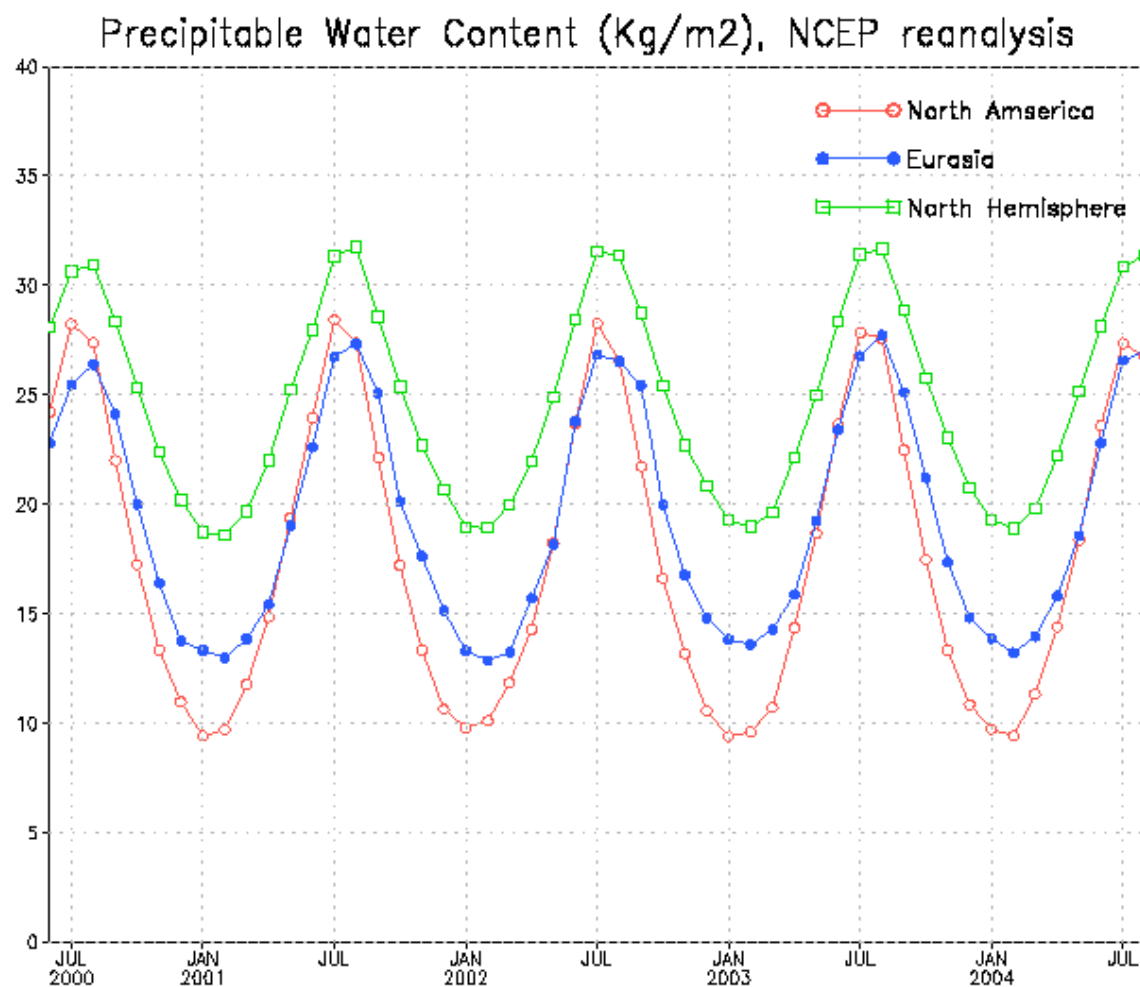 Precipitable Water Content (Kg/m2), NCEP reanalysis
40
North Amserica
Eurasia
North Hemisphere
35
30
25
20
15
10
5
0
JUL JAN JUL JAN JUL JAN JUL JAN JUL
2000 2001 2002 2003 2004